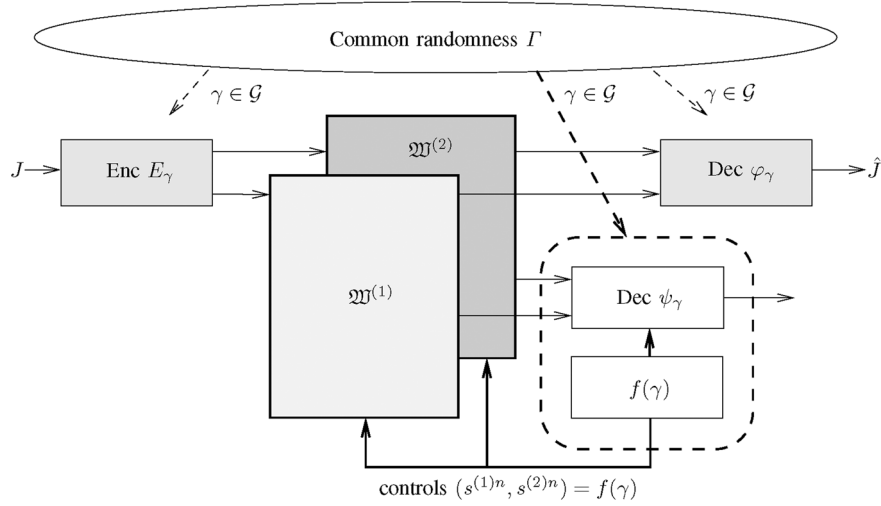 Common randomness Γ
γ ∈ 𝒢
γ ∈ 𝒢
γ ∈ 𝒢
𝔚⁽²⁾
J
Enc E_γ
Dec φ_γ
Ĵ
𝔚⁽¹⁾
Dec ψ_γ
f(γ)
controls (s⁽¹⁾ⁿ, s⁽²⁾ⁿ) = f(γ)